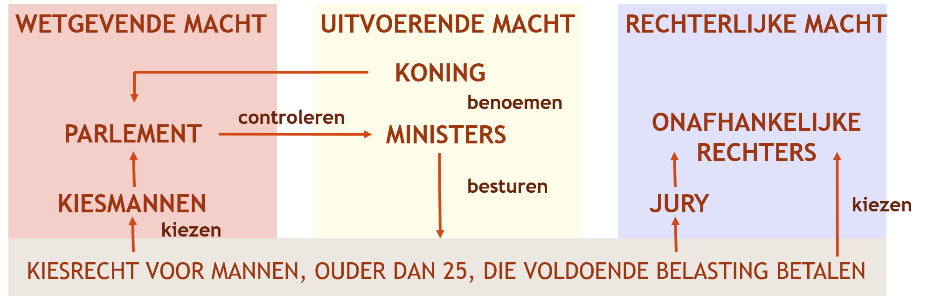 WETGEVENDE MACHT
UITVOERENDE MACHT
RECHTERLIJKE MACHT
KONING
benoemen
controleren
PARLEMENT
MINISTERS
ONAFHANKELIJKE
RECHTERS
besturen
KIESMANNEN
JURY
kiezen
kiezen
KIESRECHT VOOR MANNEN, OUDER DAN 25, DIE VOLDOENDE BELASTING BETALEN